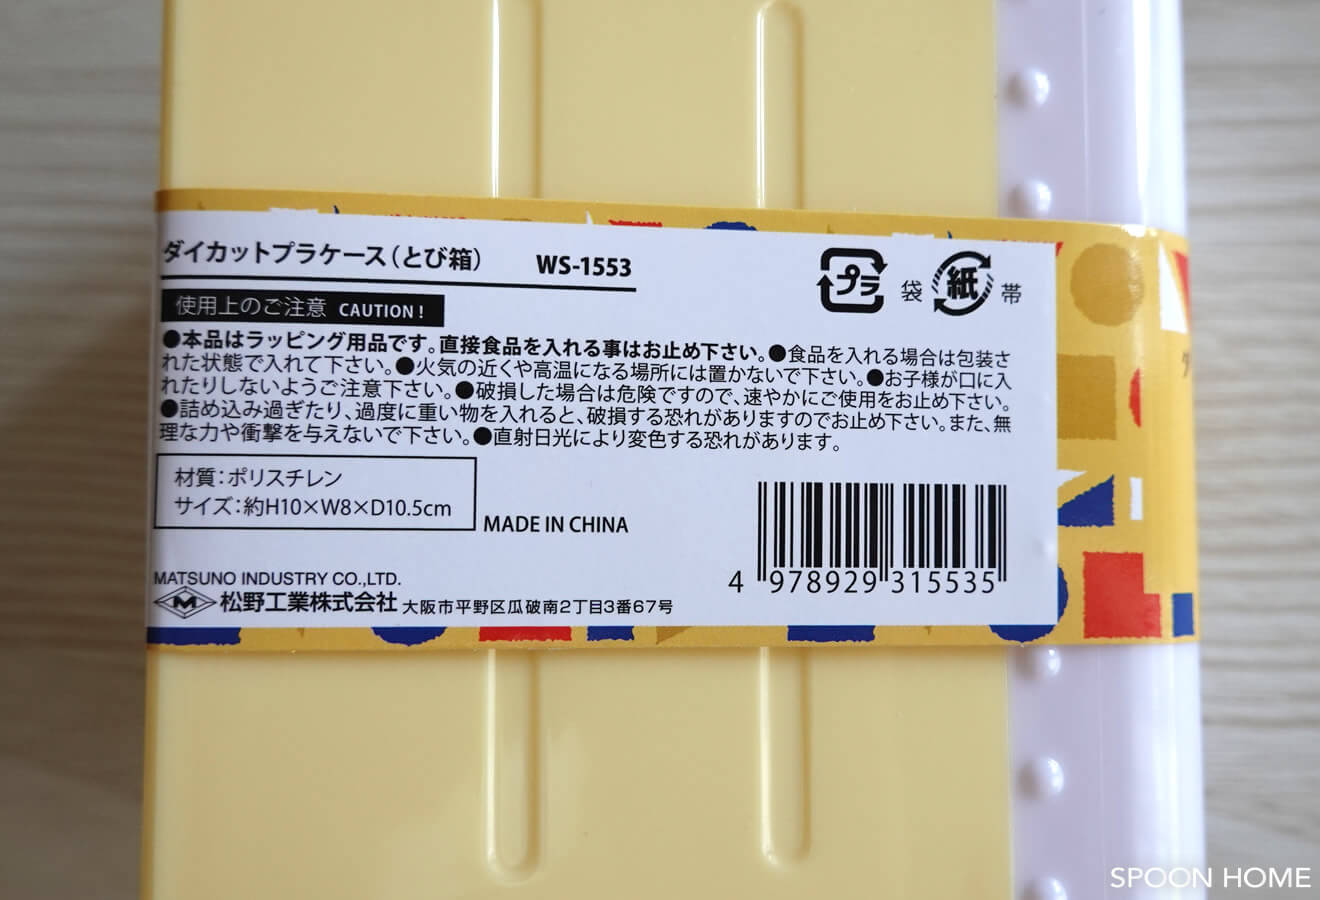 ダイカットプラケース(とび箱) WS-1553
プラ 袋 紙 帯
使用上のご注意 CAUTION!
●本品はラッピング用品です。直接食品を入れる事はお止め下さい。●食品を入れる場合は包装さ
れた状態で入れて下さい。●火気の近くや高温になる場所には置かないで下さい。●お子様が口に入
れたりしないようご注意下さい。●破損した場合は危険ですので、速やかにご使用をお止め下さい。
●詰め込み過ぎたり、過度に重い物を入れると、破損する恐れがありますのでお止め下さい。また、無
理な力や衝撃を与えないで下さい。●直射日光により変色する恐れがあります。
材質:ポリスチレン
サイズ:約H10×W8×D10.5cm
MADE IN CHINA
4 978929 315535
MATSUNO INDUSTRY CO.,LTD.
M 松野工業株式会社 大阪市平野区瓜破南2丁目3番67号
SPOON HOME